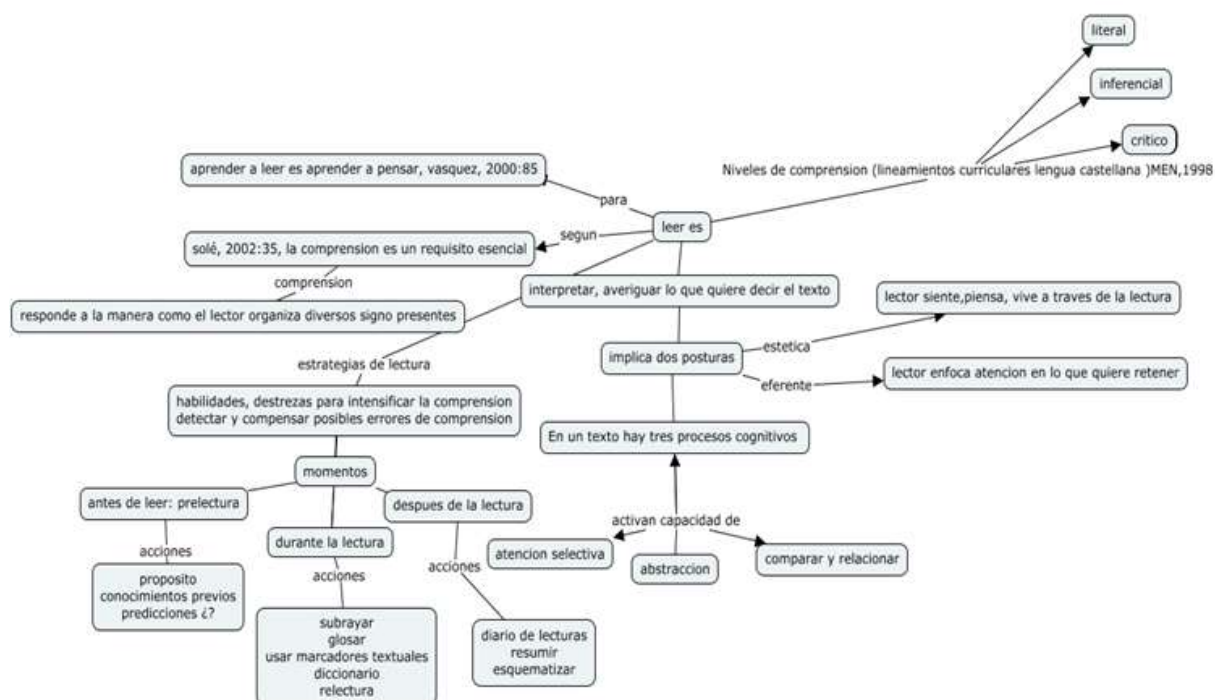 literal
inferencial
critico
Niveles de comprension (lineamientos curriculares lengua castellana )MEN,1998
aprender a leer es aprender a pensar, vasquez, 2000:85
para
leer es
segun
solé, 2002:35, la comprension es un requisito esencial
comprension
interpretar, averiguar lo que quiere decir el texto
responde a la manera como el lector organiza diversos signo presentes
lector siente,piensa, vive a traves de la lectura
estetica
implica dos posturas
eferente
lector enfoca atencion en lo que quiere retener
estrategias de lectura
habilidades, destrezas para intensificar la comprension
detectar y compensar posibles errores de comprension
En un texto hay tres procesos cognitivos
momentos
antes de leer: prelectura
despues de la lectura
durante la lectura
activan capacidad de
atencion selectiva
abstraccion
comparar y relacionar
acciones
proposito
conocimientos previos
predicciones ¿?
acciones
subrayar
glosar
usar marcadores textuales
diccionario
relectura
acciones
diario de lecturas
resumir
esquematizar